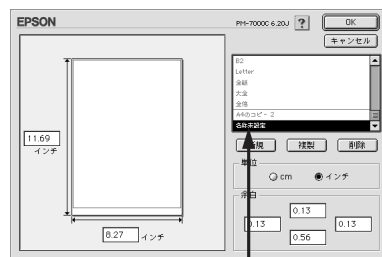 EPSON
PM-7000C 6.20J
?
OK
キャンセル
B2
Letter
全紙
大全
全倍
A4のコピー 2
名称未設定
新規
複製
削除
単位
cm
インチ
余白
0.13
0.13
0.13
0.56
11.69
インチ
8.27
インチ